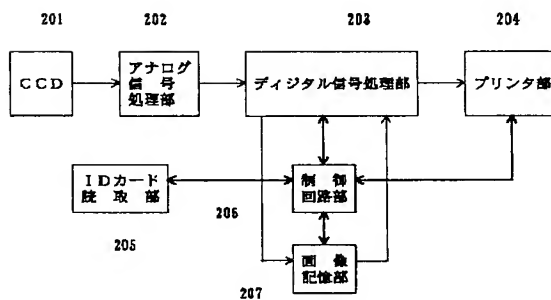 201
202
203
204
CCD
アナログ
信号
処理部
ディジタル信号処理部
プリンタ部
IDカード
読取部
制御
回路部
206
205
画像
記憶部
207